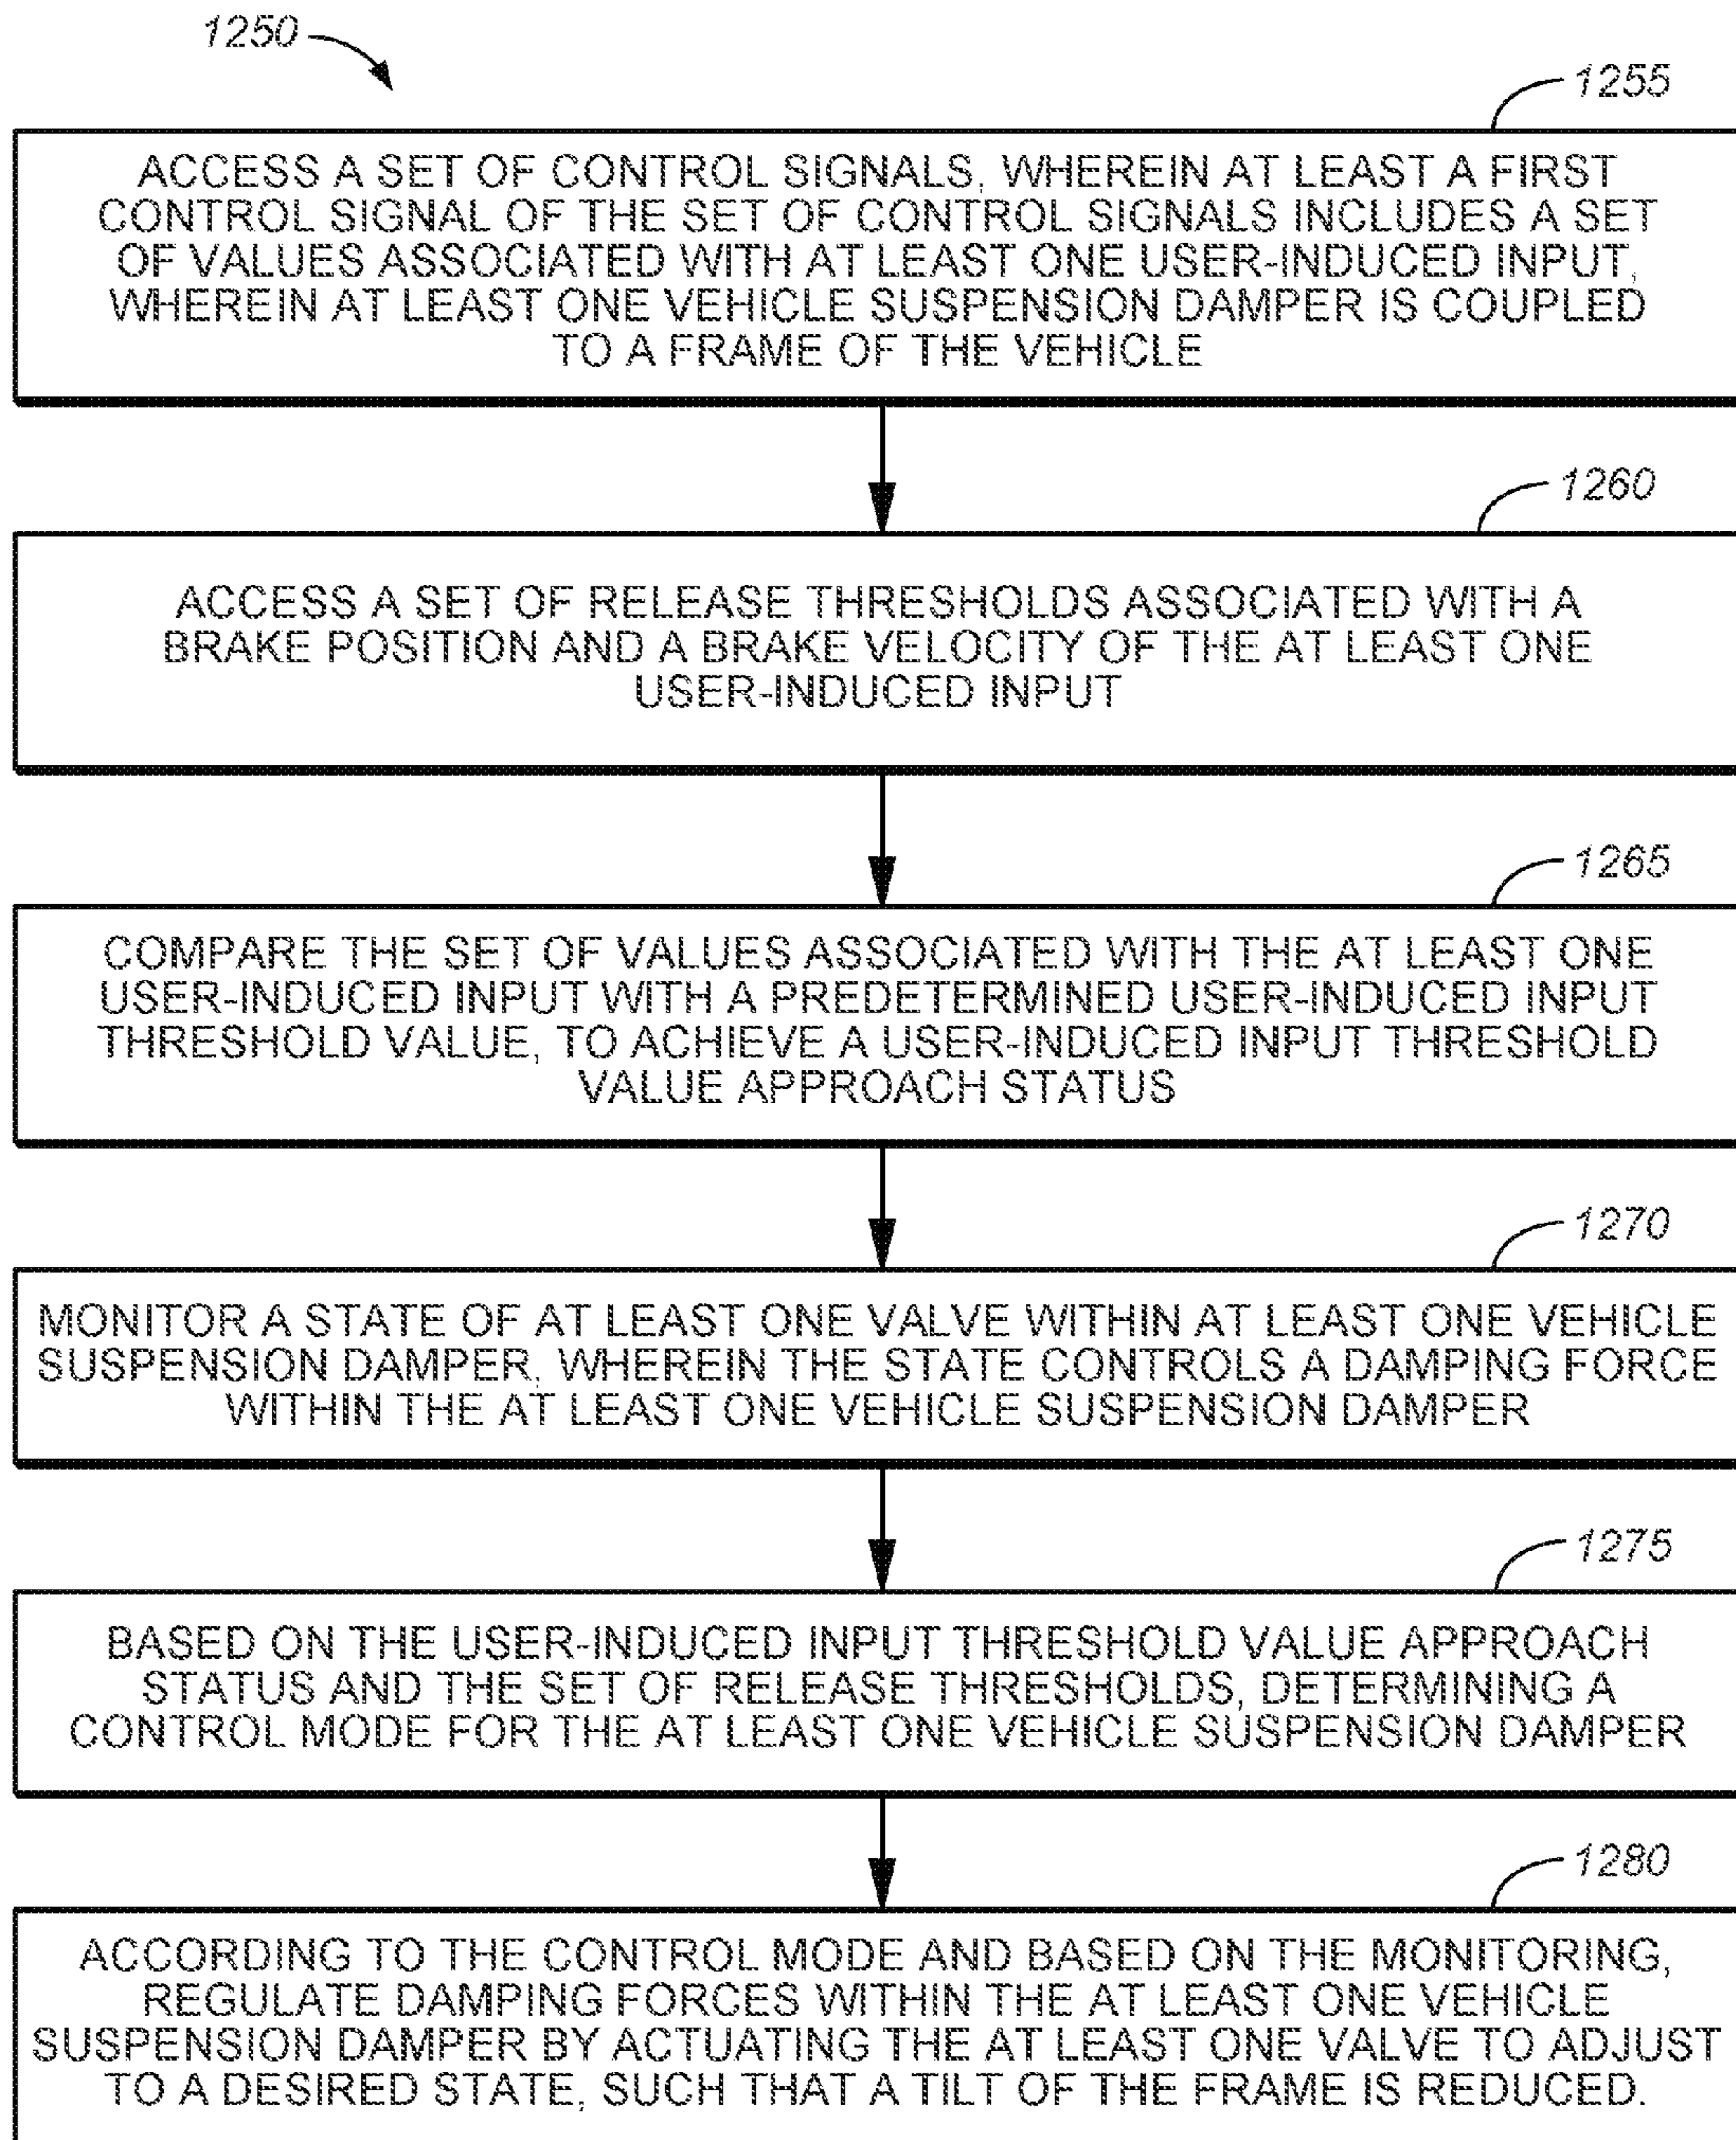 1250
1255
ACCESS A SET OF CONTROL SIGNALS, WHEREIN AT LEAST A FIRST
CONTROL SIGNAL OF THE SET OF CONTROL SIGNALS INCLUDES A SET
OF VALUES ASSOCIATED WITH AT LEAST ONE USER-INDUCED INPUT,
WHEREIN AT LEAST ONE VEHICLE SUSPENSION DAMPER IS COUPLED
TO A FRAME OF THE VEHICLE
1260
ACCESS A SET OF RELEASE THRESHOLDS ASSOCIATED WITH A
BRAKE POSITION AND A BRAKE VELOCITY OF THE AT LEAST ONE
USER-INDUCED INPUT
1265
COMPARE THE SET OF VALUES ASSOCIATED WITH THE AT LEAST ONE
USER-INDUCED INPUT WITH A PREDETERMINED USER-INDUCED INPUT
THRESHOLD VALUE, TO ACHIEVE A USER-INDUCED INPUT THRESHOLD
VALUE APPROACH STATUS
1270
MONITOR A STATE OF AT LEAST ONE VALVE WITHIN AT LEAST ONE VEHICLE
SUSPENSION DAMPER, WHEREIN THE STATE CONTROLS A DAMPING FORCE
WITHIN THE AT LEAST ONE VEHICLE SUSPENSION DAMPER
1275
BASED ON THE USER-INDUCED INPUT THRESHOLD VALUE APPROACH
STATUS AND THE SET OF RELEASE THRESHOLDS, DETERMINING A
CONTROL MODE FOR THE AT LEAST ONE VEHICLE SUSPENSION DAMPER
1280
ACCORDING TO THE CONTROL MODE AND BASED ON THE MONITORING,
REGULATE DAMPING FORCES WITHIN THE AT LEAST ONE VEHICLE
SUSPENSION DAMPER BY ACTUATING THE AT LEAST ONE VALVE TO ADJUST
TO A DESIRED STATE, SUCH THAT A TILT OF THE FRAME IS REDUCED.